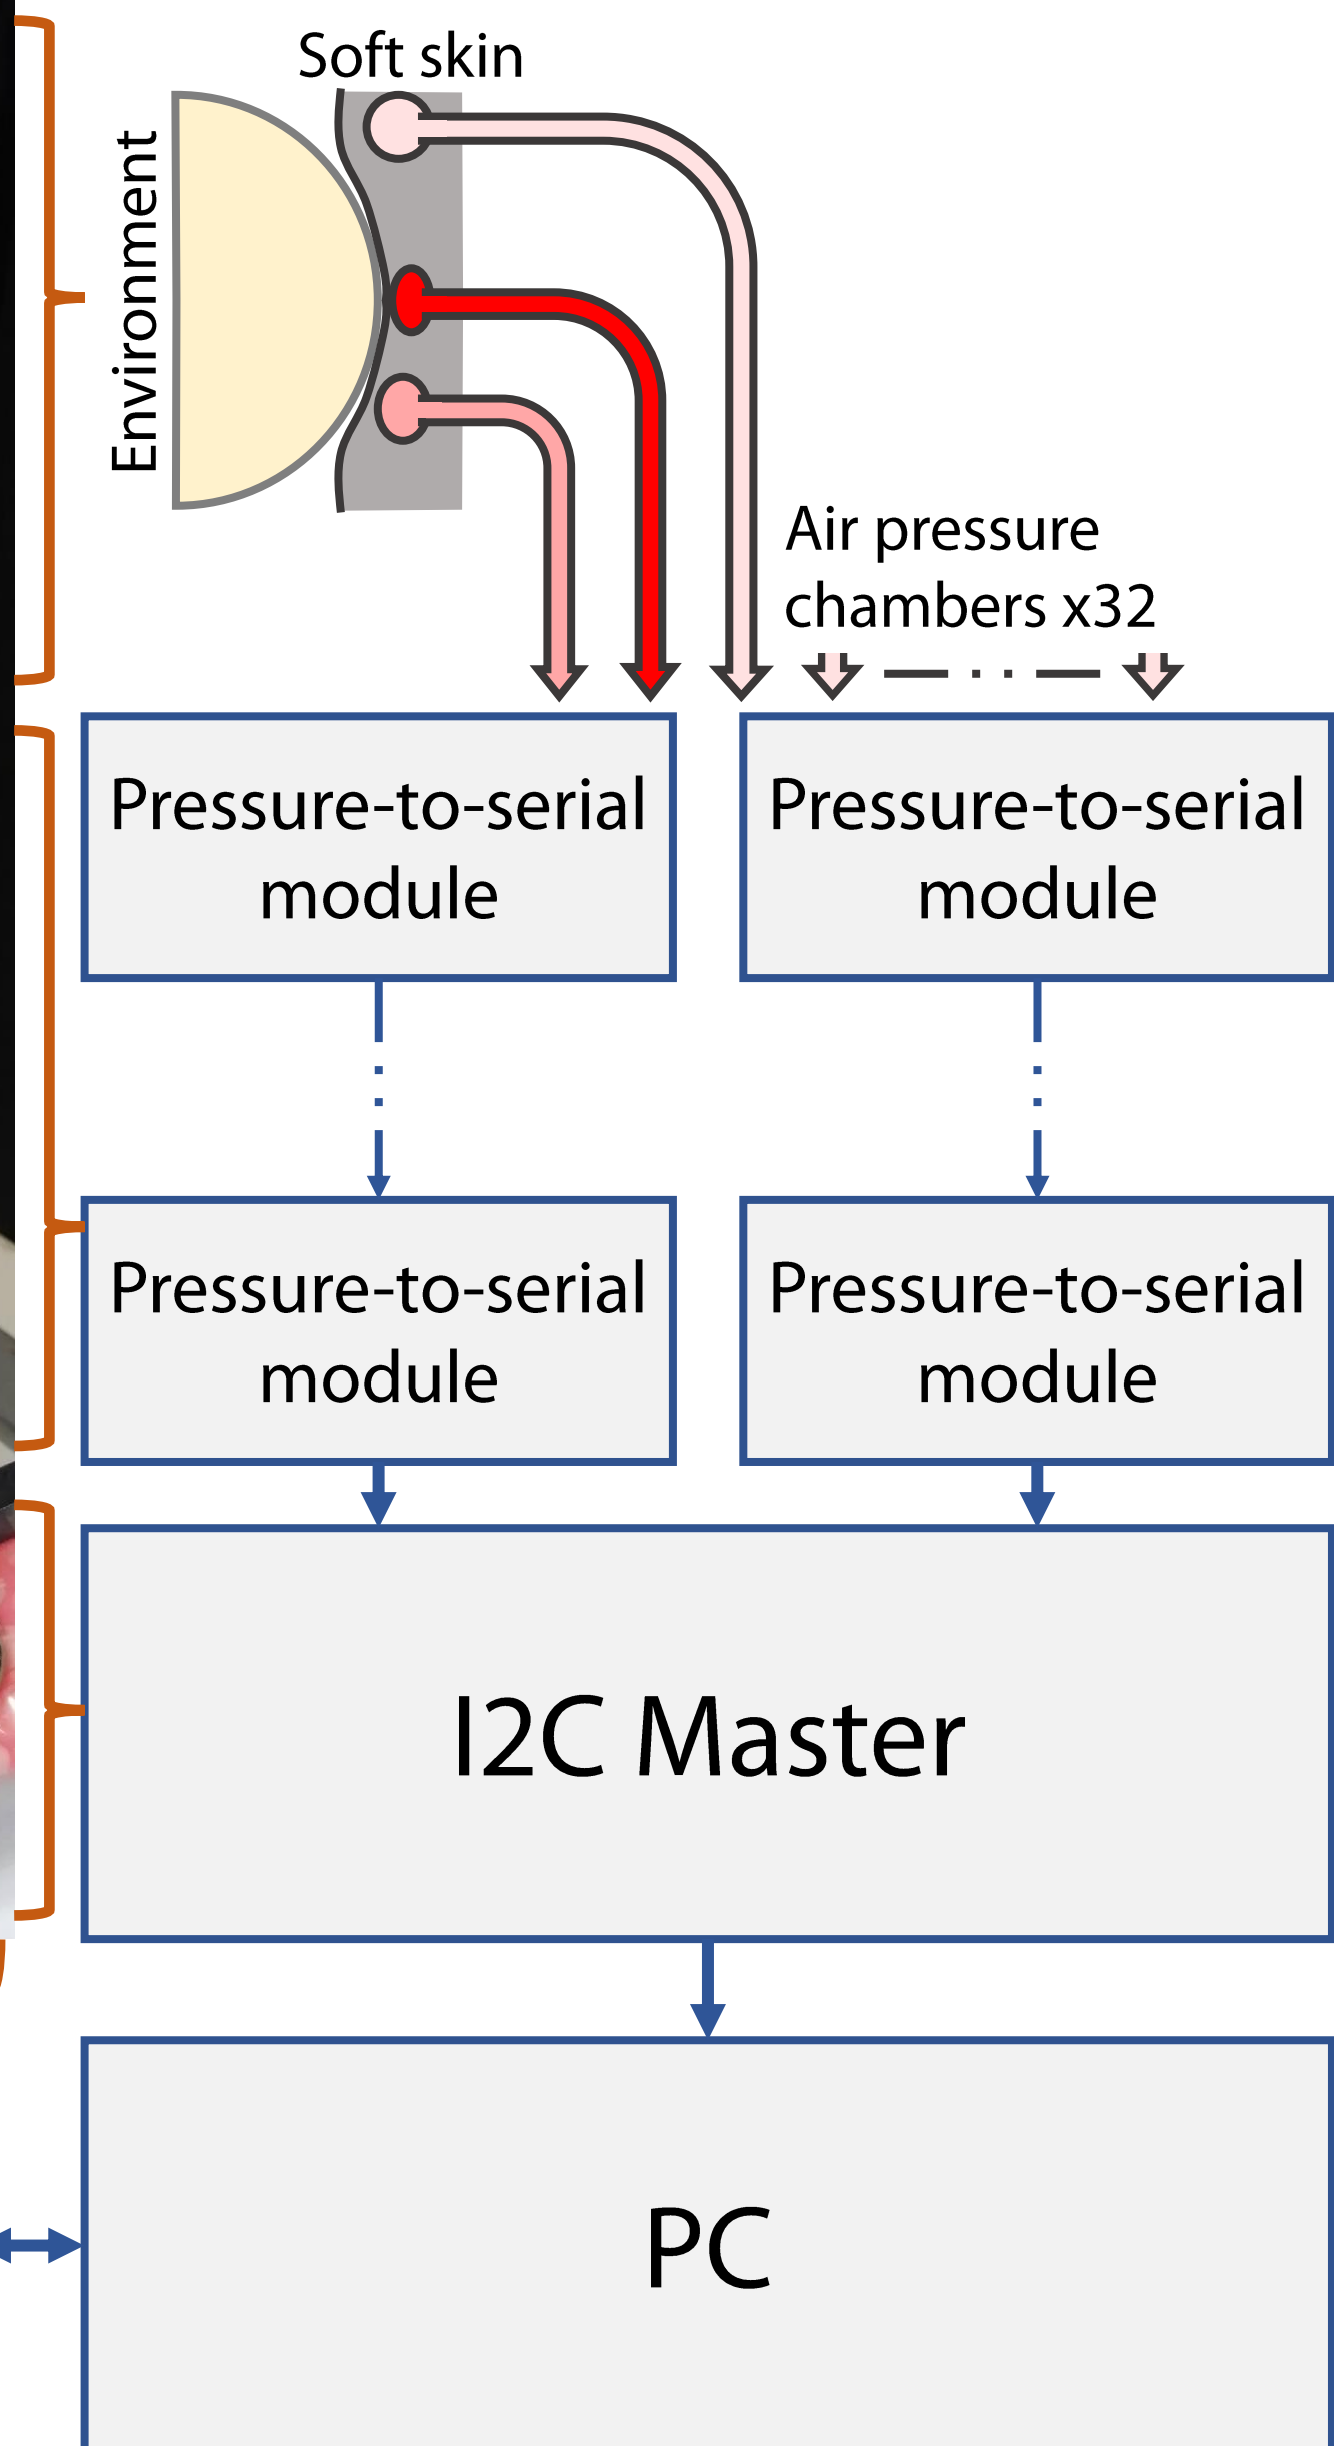 Soft skin
Environment
Air pressure
chambers x32
Pressure-to-serial
module
Pressure-to-serial
module
Pressure-to-serial
module
Pressure-to-serial
module
I2C Master
PC